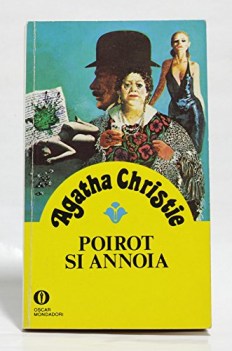 Agatha Christie
POIROT
SI ANNOIA
OSCAR
MONDADORI